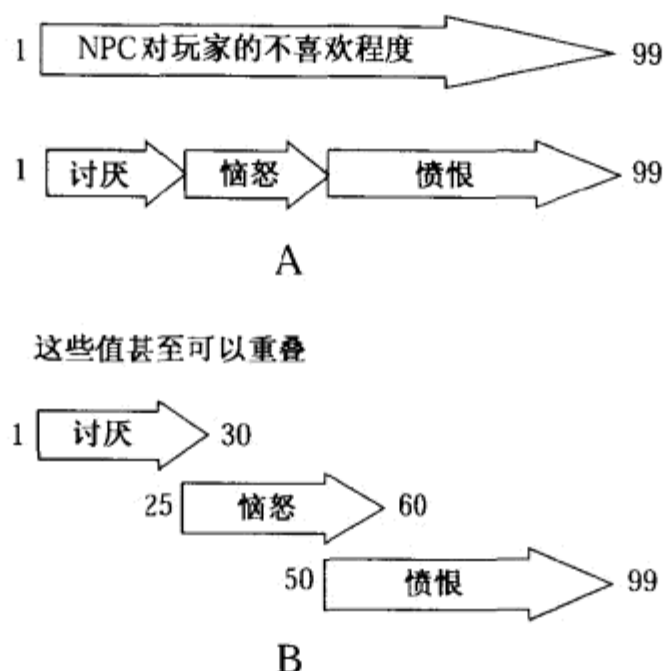 1 NPC对玩家的不喜欢程度 99
1 讨厌 恼怒 愤恨 99
A
这些值甚至可以重叠
1 讨厌 30
25 恼怒 60
50 愤恨 99
B